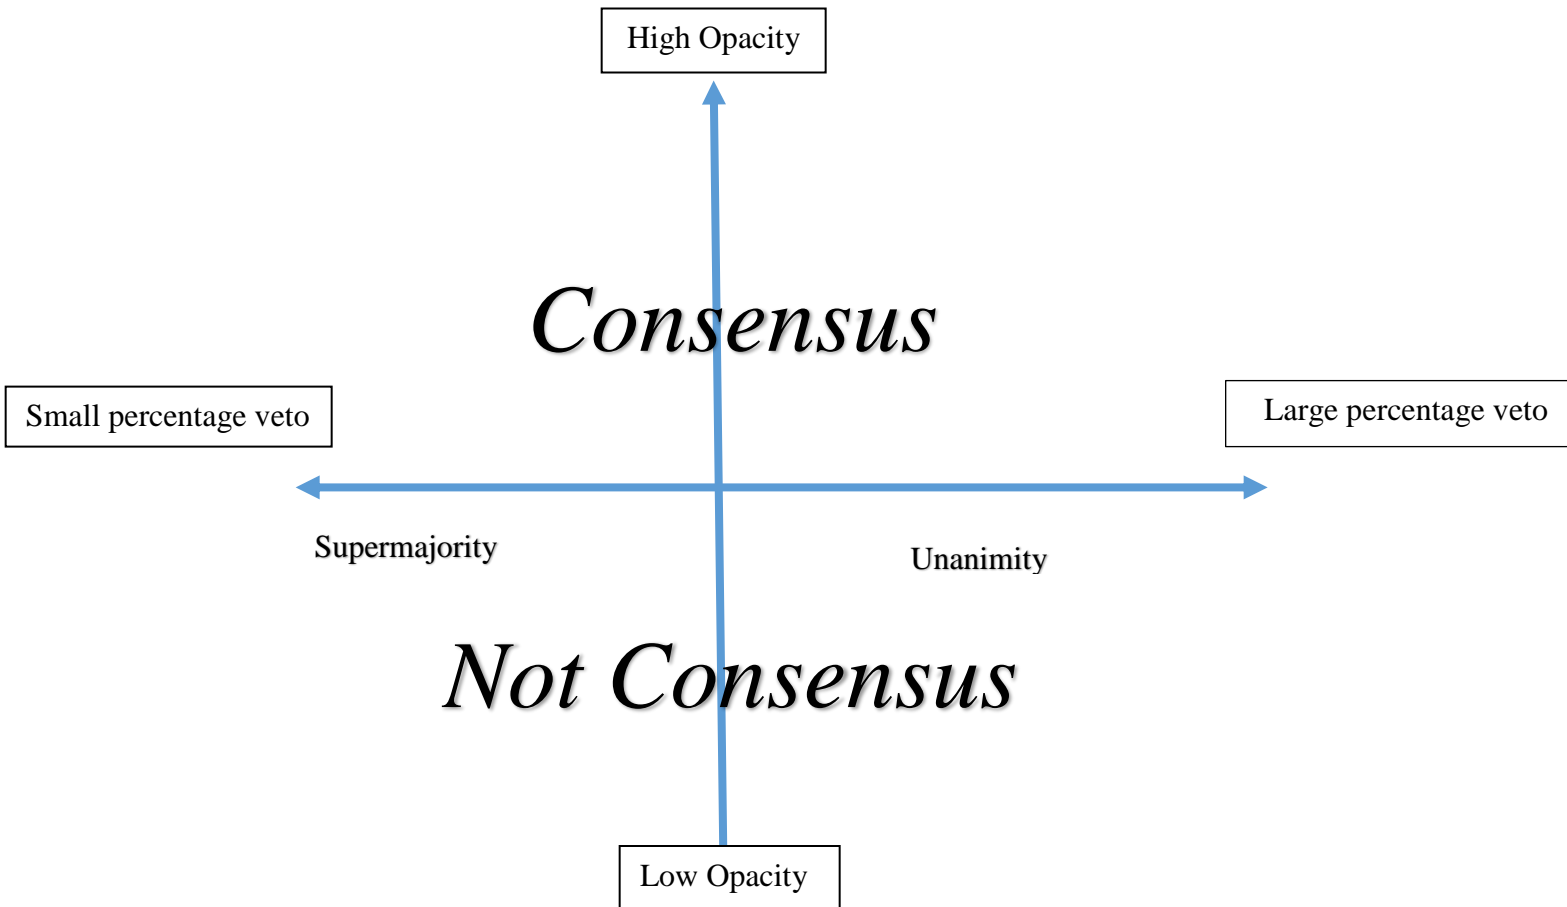 High Opacity
Consensus
Small percentage veto
Large percentage veto
Supermajority
Unanimity
Not Consensus
Low Opacity